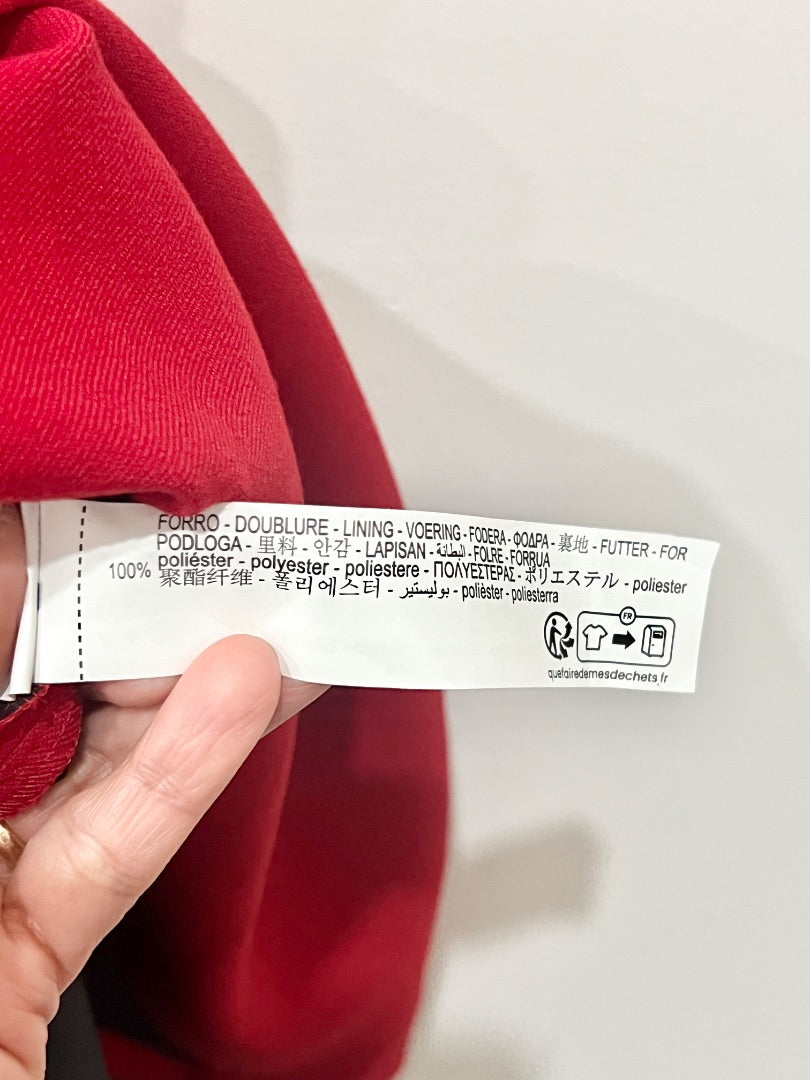 FORRO - DOUBLURE - LINING - VOERING - FODERA - ΦΟΔΡΑ - 裏地 - FUTTER - FOR
PODLOGA - 里料 - 안감 - LAPISAN - البطانة - FOLRE - FORRUA
100% poliéster - polyester - poliestere - ΠΟΛΥΕΣΤΕΡΑΣ - ポリエステル - poliester
聚酯纤维 - 폴리에스터 - بوليستير - polièster - poliesterra
FR
quefairedemesdechets.fr